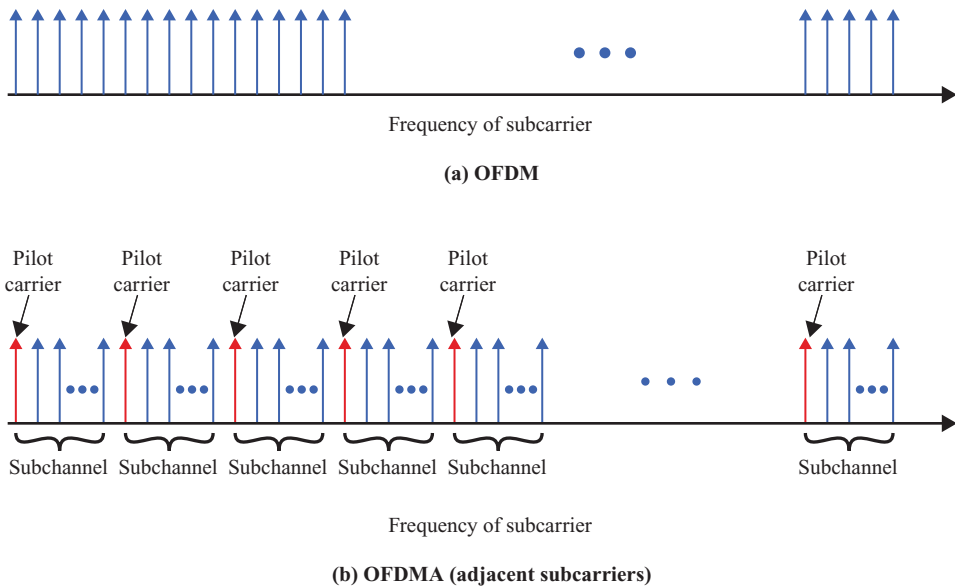 Frequency of subcarrier
(a) OFDM
Pilot
carrier
Pilot
carrier
Pilot
carrier
Pilot
carrier
Pilot
carrier
Pilot
carrier
Subchannel
Subchannel
Subchannel
Subchannel
Subchannel
Subchannel
Frequency of subcarrier
(b) OFDMA (adjacent subcarriers)